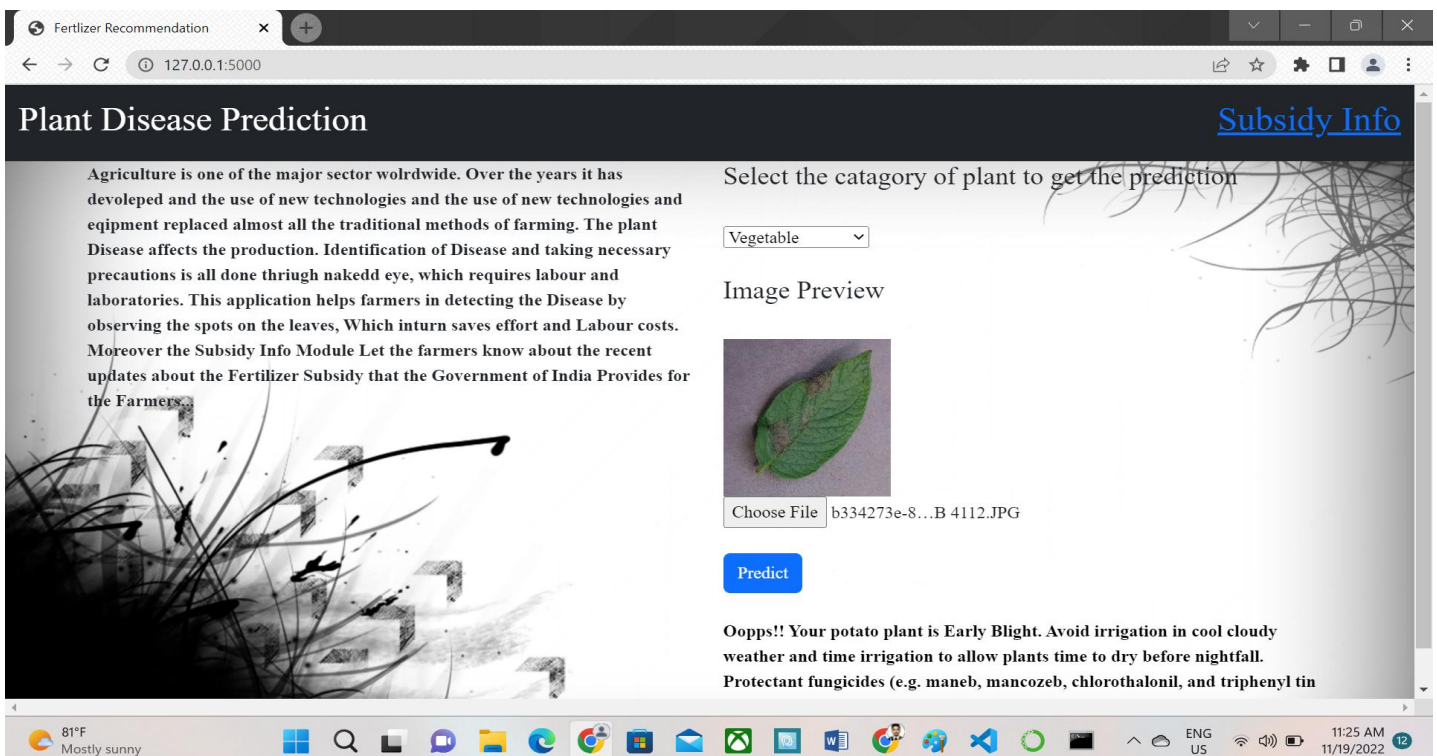 Fertlizer Recommendation
127.0.0.1:5000
Plant Disease Prediction
Subsidy Info
Agriculture is one of the major sector wolrdwide. Over the years it has
devoleped and the use of new technologies and the use of new technologies and
eqipment replaced almost all the traditional methods of farming. The plant
Disease affects the production. Identification of Disease and taking necessary
precautions is all done thriugh nakedd eye, which requires labour and
laboratories. This application helps farmers in detecting the Disease by
observing the spots on the leaves, Which inturn saves effort and Labour costs.
Moreover the Subsidy Info Module Let the farmers know about the recent
updates about the Fertilizer Subsidy that the Government of India Provides for
the Farmers...
Select the catagory of plant to get the prediction
Vegetable
Image Preview
Choose File b334273e-8…B 4112.JPG
Predict
Oopps!! Your potato plant is Early Blight. Avoid irrigation in cool cloudy
weather and time irrigation to allow plants time to dry before nightfall.
Protectant fungicides (e.g. maneb, mancozeb, chlorothalonil, and triphenyl tin
81°F
Mostly sunny
ENG
US
11:25 AM
11/19/2022
12